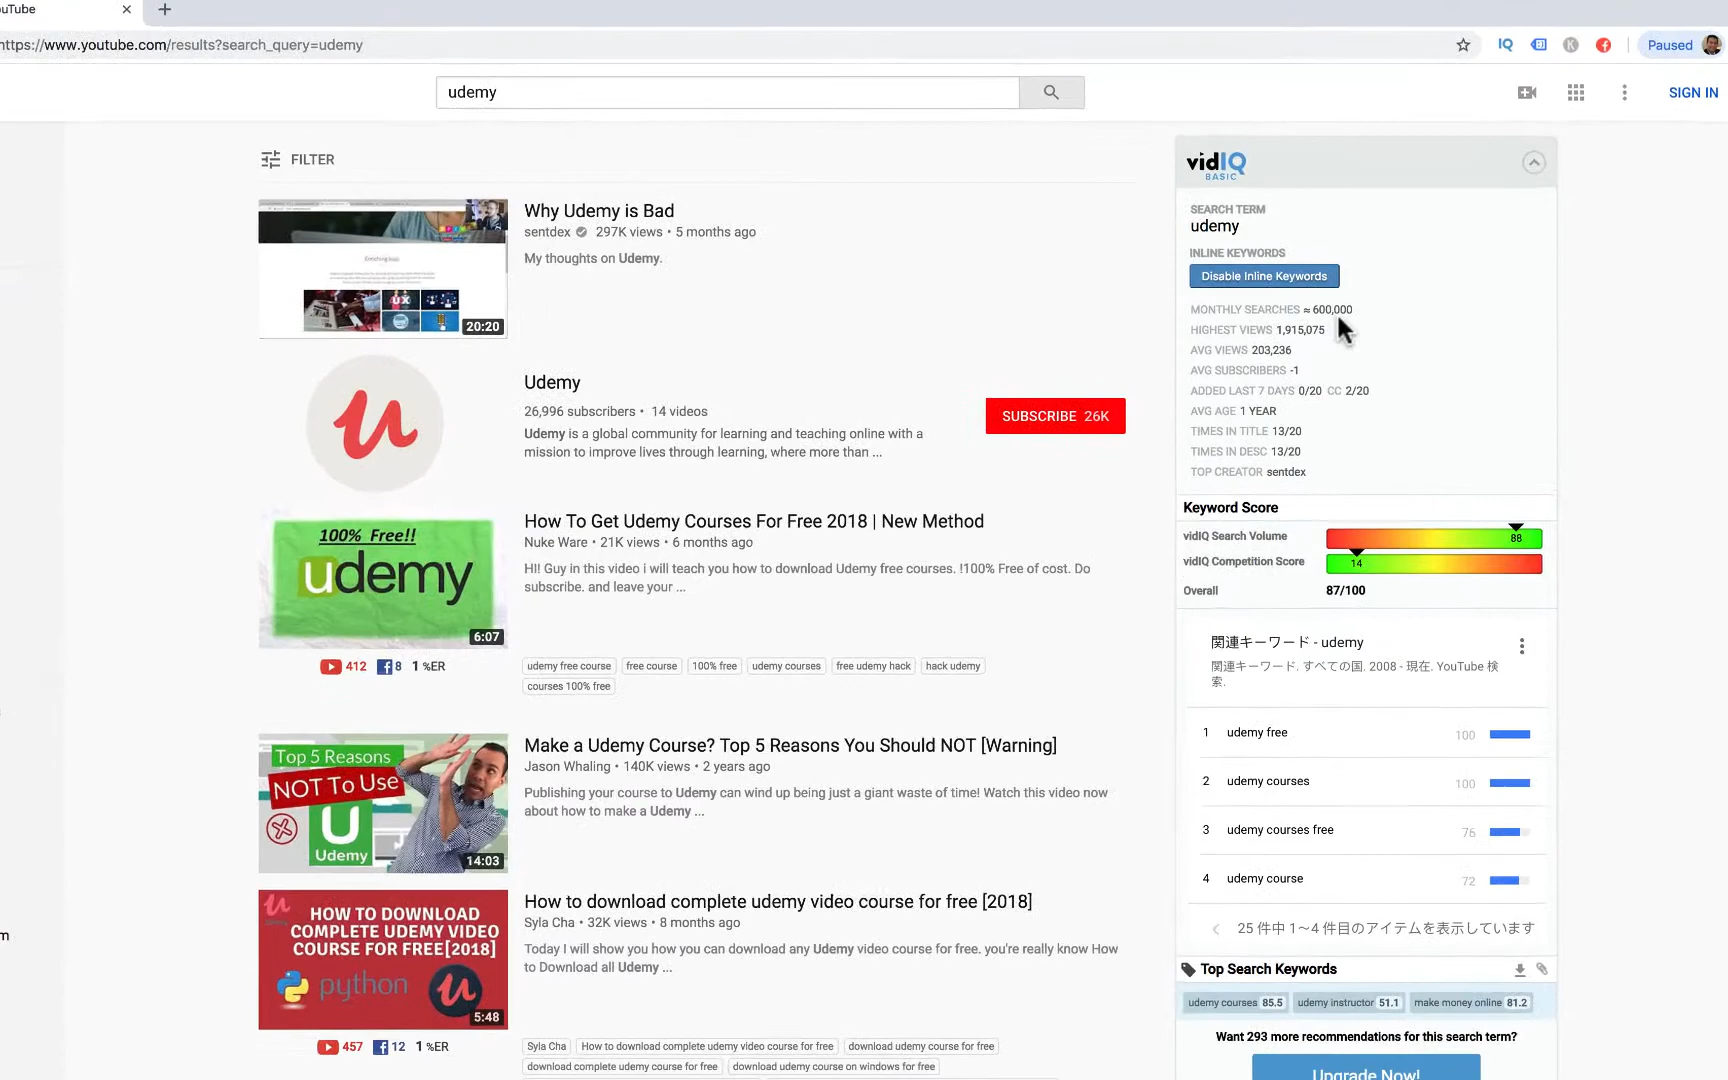 uTube
https://www.youtube.com/results?search_query=udemy
IQ
K
Paused
udemy
SIGN IN
FILTER
Why Udemy is Bad
sentdex 297K views • 5 months ago
My thoughts on Udemy.
UX
20:20
Udemy
26,996 subscribers • 14 videos
Udemy is a global community for learning and teaching online with a
mission to improve lives through learning, where more than ...
SUBSCRIBE 26K
100% Free!!
udemy
6:07
How To Get Udemy Courses For Free 2018 | New Method
Nuke Ware • 21K views • 6 months ago
HI! Guy in this video i will teach you how to download Udemy free courses. !100% Free of cost. Do
subscribe. and leave your ...
412 8 1 %ER
udemy free course free course 100% free udemy courses free udemy hack hack udemy
courses 100% free
Top 5 Reasons
NOT To Use
U
Udemy
14:03
Make a Udemy Course? Top 5 Reasons You Should NOT [Warning]
Jason Whaling • 140K views • 2 years ago
Publishing your course to Udemy can wind up being just a giant waste of time! Watch this video now
about how to make a Udemy ...
HOW TO DOWNLOAD
COMPLETE UDEMY VIDEO
COURSE FOR FREE[2018]
python
5:48
How to download complete udemy video course for free [2018]
Syla Cha • 32K views • 8 months ago
Today I will show you how you can download any Udemy video course for free. you're really know How
to Download all Udemy ...
457 12 1 %ER
Syla Cha How to download complete udemy video course for free download udemy course for free
download complete udemy course for free download udemy course on windows for free
m
vidIQ
BASIC
SEARCH TERM
udemy
INLINE KEYWORDS
Disable Inline Keywords
MONTHLY SEARCHES ≈ 600,000
HIGHEST VIEWS 1,915,075
AVG VIEWS 203,236
AVG SUBSCRIBERS -1
ADDED LAST 7 DAYS 0/20 CC 2/20
AVG AGE 1 YEAR
TIMES IN TITLE 13/20
TIMES IN DESC 13/20
TOP CREATOR sentdex
Keyword Score
vidIQ Search Volume 88
vidIQ Competition Score 14
Overall 87/100
関連キーワード - udemy
関連キーワード. すべての国. 2008 - 現在. YouTube 検
索.
1 udemy free 100
2 udemy courses 100
3 udemy courses free 76
4 udemy course 72
25 件中 1～4 件目のアイテムを表示しています
Top Search Keywords
udemy courses 85.5 udemy instructor 51.1 make money online 81.2
Want 293 more recommendations for this search term?
Upgrade Now!